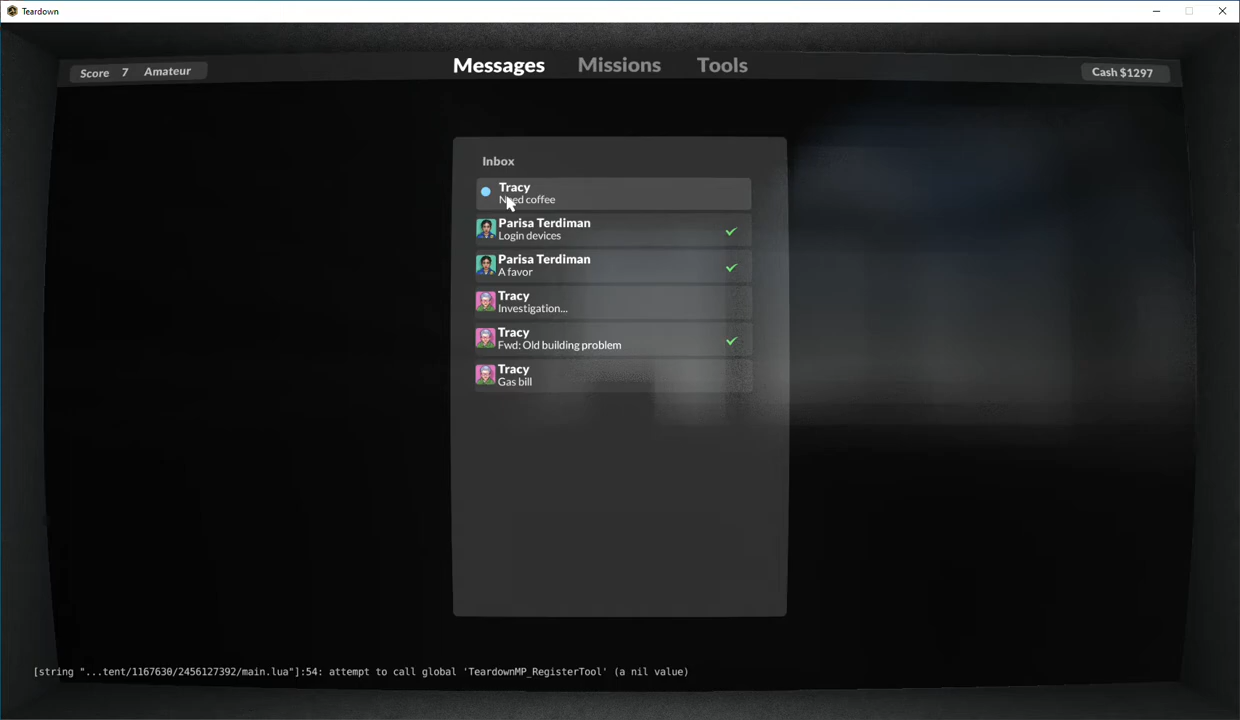 Teardown
Score 7 Amateur
Messages Missions Tools
Cash $1297
Inbox
Tracy
Need coffee
Parisa Terdiman
Login devices
Parisa Terdiman
A favor
Tracy
Investigation...
Tracy
Fwd: Old building problem
Tracy
Gas bill
[string "...tent/1167630/2456127392/main.lua"]:54: attempt to call global 'TeardownMP_RegisterTool' (a nil value)